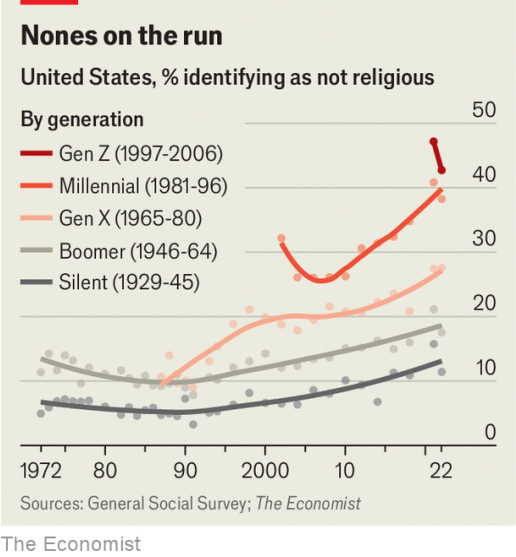 Nones on the run
United States, % identifying as not religious
By generation
Gen Z (1997-2006)
Millennial (1981-96)
Gen X (1965-80)
Boomer (1946-64)
Silent (1929-45)
50
40
30
20
10
0
1972 80 90 2000 10 22
Sources: General Social Survey; The Economist
The Economist